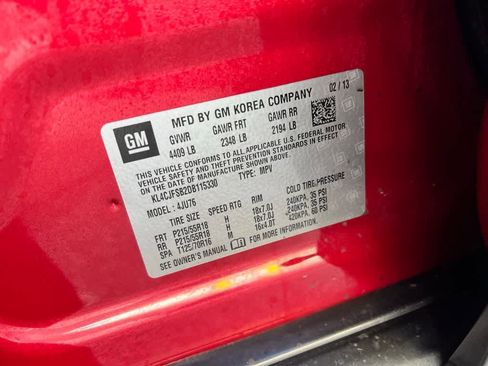 GM
MFD BY GM KOREA COMPANY
02 / 13
GVWR GAWR FRT GAWR RR
4409 LB 2348 LB 2194 LB
THIS VEHICLE CONFORMS TO ALL APPLICABLE U.S. FEDERAL MOTOR
VEHICLE SAFETY, BUMPER, AND THEFT PREVENTION STANDARDS IN EFFECT
ON THE DATE OF MANUFACTURE SHOWN ABOVE.
KL4CJFSB2DB115330 TYPE: MPV
MODEL: 4JU76
TIRE SIZE SPEED RTG RIM COLD TIRE PRESSURE
FRT P215/55R18 H 18x7.0J 240KPA, 35 PSI
RR P215/55R18 H 18x7.0J 240KPA, 35 PSI
SPA T125/70R16 M 16x4.0T 420KPA, 60 PSI
SEE OWNER'S MANUAL FOR MORE INFORMATION.